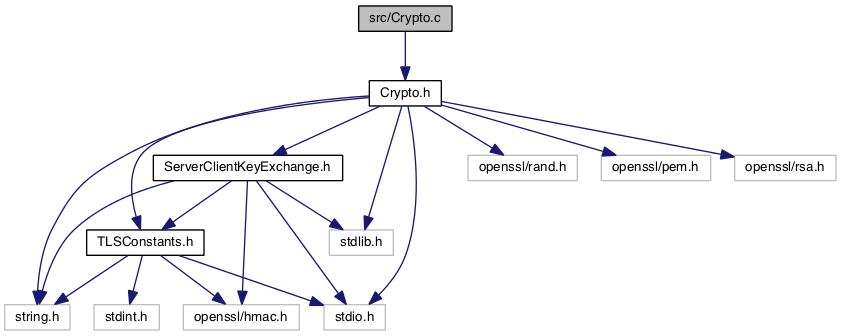 src/Crypto.c
Crypto.h
ServerClientKeyExchange.h
openssl/rand.h
openssl/pem.h
openssl/rsa.h
TLSConstants.h
stdlib.h
string.h
stdint.h
openssl/hmac.h
stdio.h